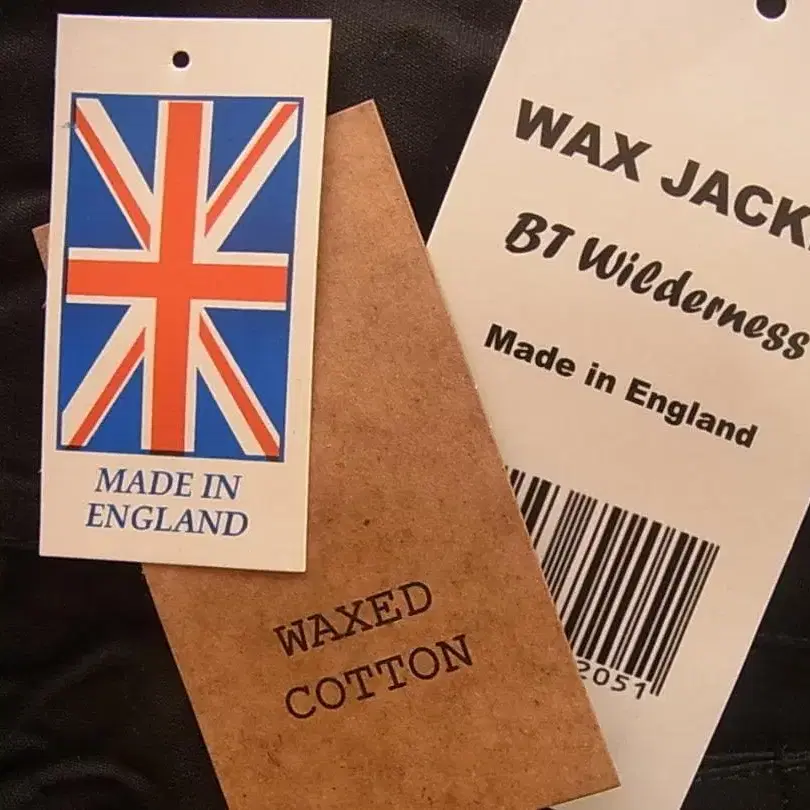 MADE IN
ENGLAND
WAXED
COTTON
WAX JACK
BT Wilderness
Made in England
2051